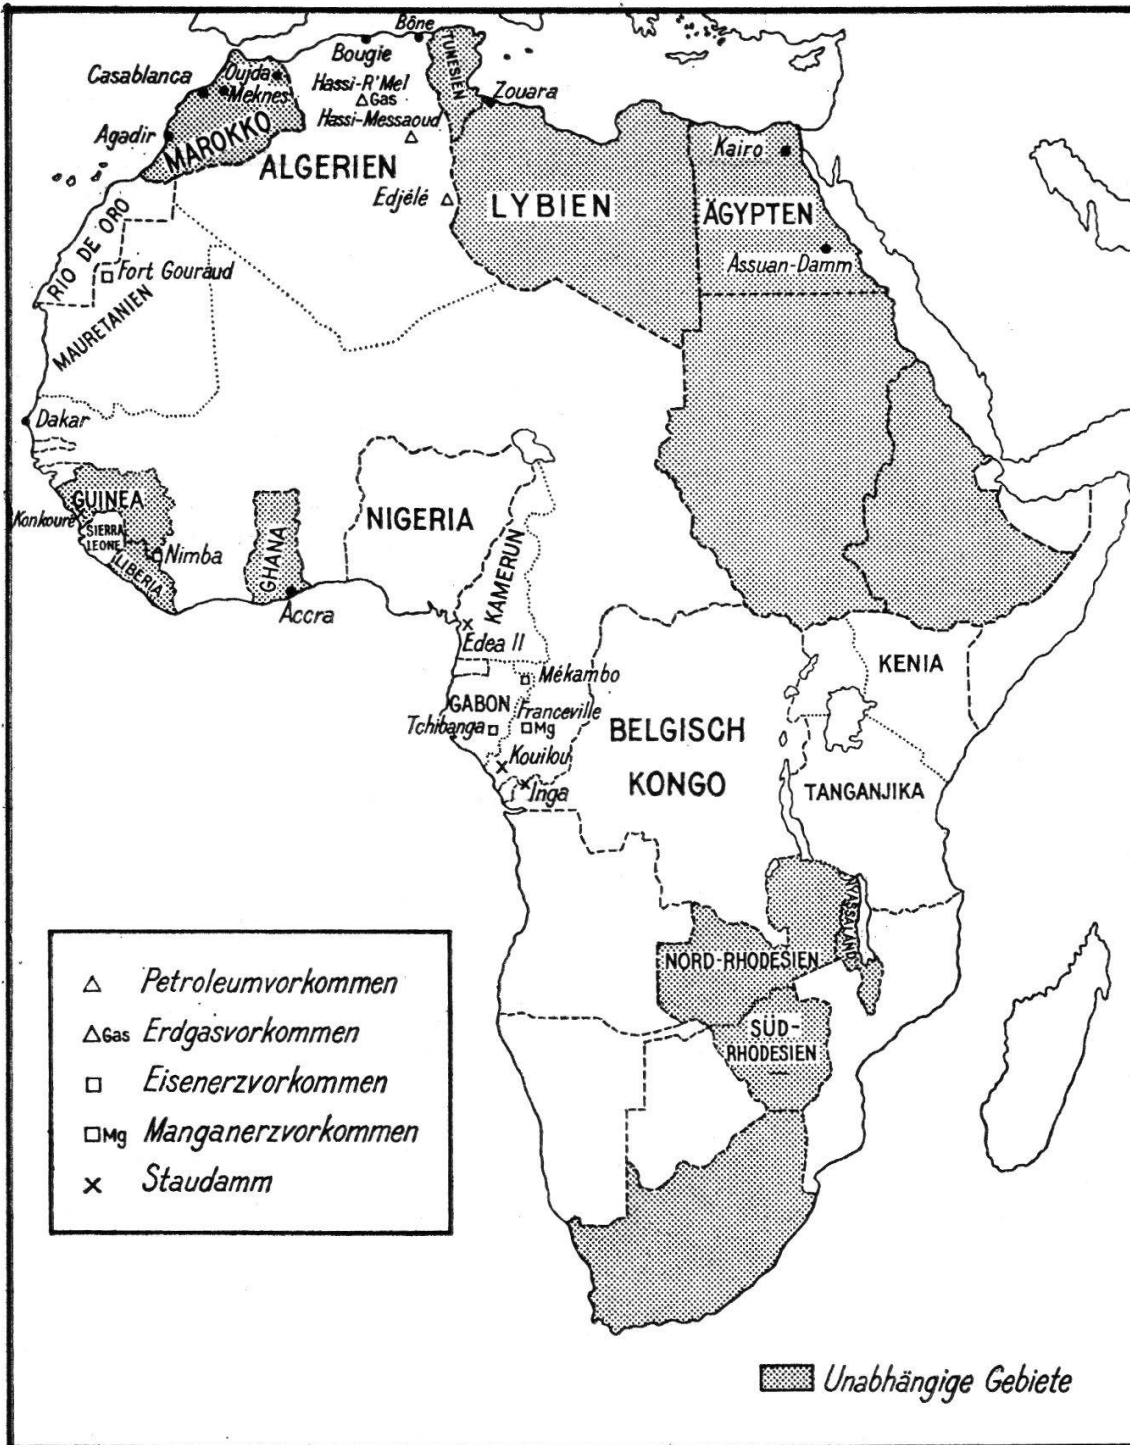 Bône
Bougie
TUNESIEN
Casablanca
Oujda
Meknes
Hassi-R'Mel
Gas
Zouara
Hassi-Messaoud
Agadir
MAROKKO
ALGERIEN
Kairo
Edjélé
LYBIEN
ÄGYPTEN
RIO DE ORO
Assuan-Damm
Fort Gouraud
MAURETANIEN
Dakar
GUINEA
Konkouré
SIERRA
LEONE
Nimba
LIBERIA
GHANA
Accra
NIGERIA
KAMERUN
Edea II
KENIA
Mékambo
GABON
Franceville
Tchibanga
Mg
BELGISCH
KONGO
Kouilou
Inga
TANGANJIKA
NYASSALAND
NORD-RHODESIEN
SÜD-
RHODESIEN
Petroleumvorkommen
Gas Erdgasvorkommen
Eisenerzvorkommen
Mg Manganerzvorkommen
Staudamm
Unabhängige Gebiete